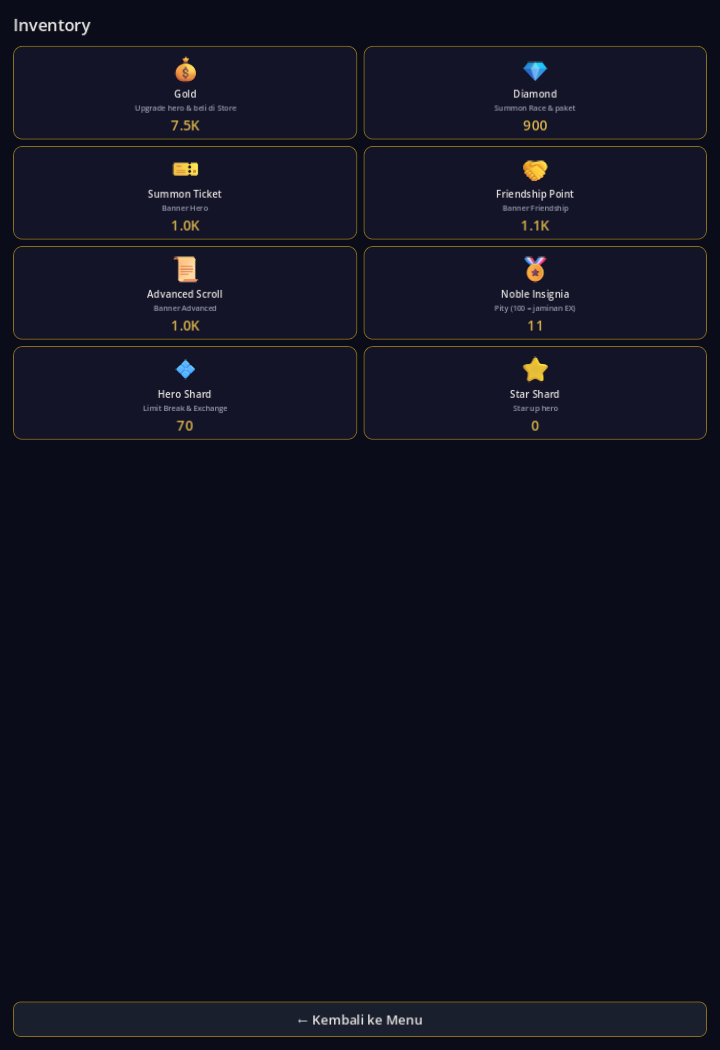 Inventory
Gold
Upgrade hero & beli di Store
7.5K
Diamond
Summon Race & paket
900
Summon Ticket
Banner Hero
1.0K
Friendship Point
Banner Friendship
1.1K
Advanced Scroll
Banner Advanced
1.0K
Noble Insignia
Pity (100 = jaminan EX)
11
Hero Shard
Limit Break & Exchange
70
Star Shard
Star up hero
0
← Kembali ke Menu